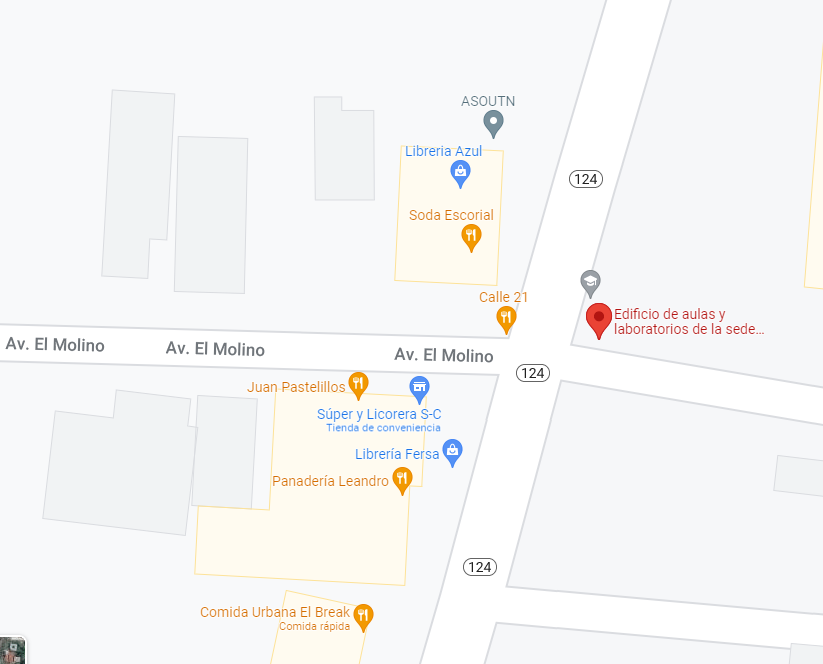 ASOUTN
Libreria Azul
124
Soda Escorial
Calle 21
Edificio de aulas y
laboratorios de la sede...
Av. El Molino
Av. El Molino
Av. El Molino
124
Juan Pastelillos
Súper y Licorera S-C
Tienda de conveniencia
Librería Fersa
Panadería Leandro
124
Comida Urbana El Break
Comida rápida